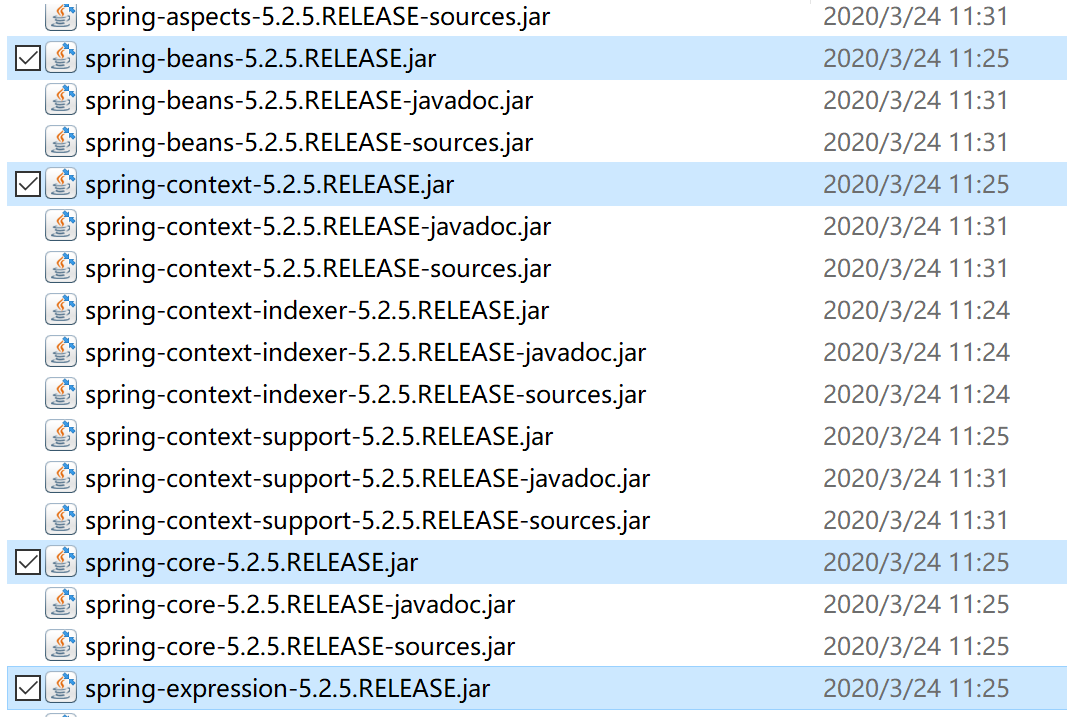 spring-aspects-5.2.5.RELEASE-sources.jar 2020/3/24 11:31
spring-beans-5.2.5.RELEASE.jar 2020/3/24 11:25
spring-beans-5.2.5.RELEASE-javadoc.jar 2020/3/24 11:31
spring-beans-5.2.5.RELEASE-sources.jar 2020/3/24 11:31
spring-context-5.2.5.RELEASE.jar 2020/3/24 11:25
spring-context-5.2.5.RELEASE-javadoc.jar 2020/3/24 11:31
spring-context-5.2.5.RELEASE-sources.jar 2020/3/24 11:31
spring-context-indexer-5.2.5.RELEASE.jar 2020/3/24 11:24
spring-context-indexer-5.2.5.RELEASE-javadoc.jar 2020/3/24 11:24
spring-context-indexer-5.2.5.RELEASE-sources.jar 2020/3/24 11:24
spring-context-support-5.2.5.RELEASE.jar 2020/3/24 11:25
spring-context-support-5.2.5.RELEASE-javadoc.jar 2020/3/24 11:31
spring-context-support-5.2.5.RELEASE-sources.jar 2020/3/24 11:31
spring-core-5.2.5.RELEASE.jar 2020/3/24 11:25
spring-core-5.2.5.RELEASE-javadoc.jar 2020/3/24 11:25
spring-core-5.2.5.RELEASE-sources.jar 2020/3/24 11:25
spring-expression-5.2.5.RELEASE.jar 2020/3/24 11:25